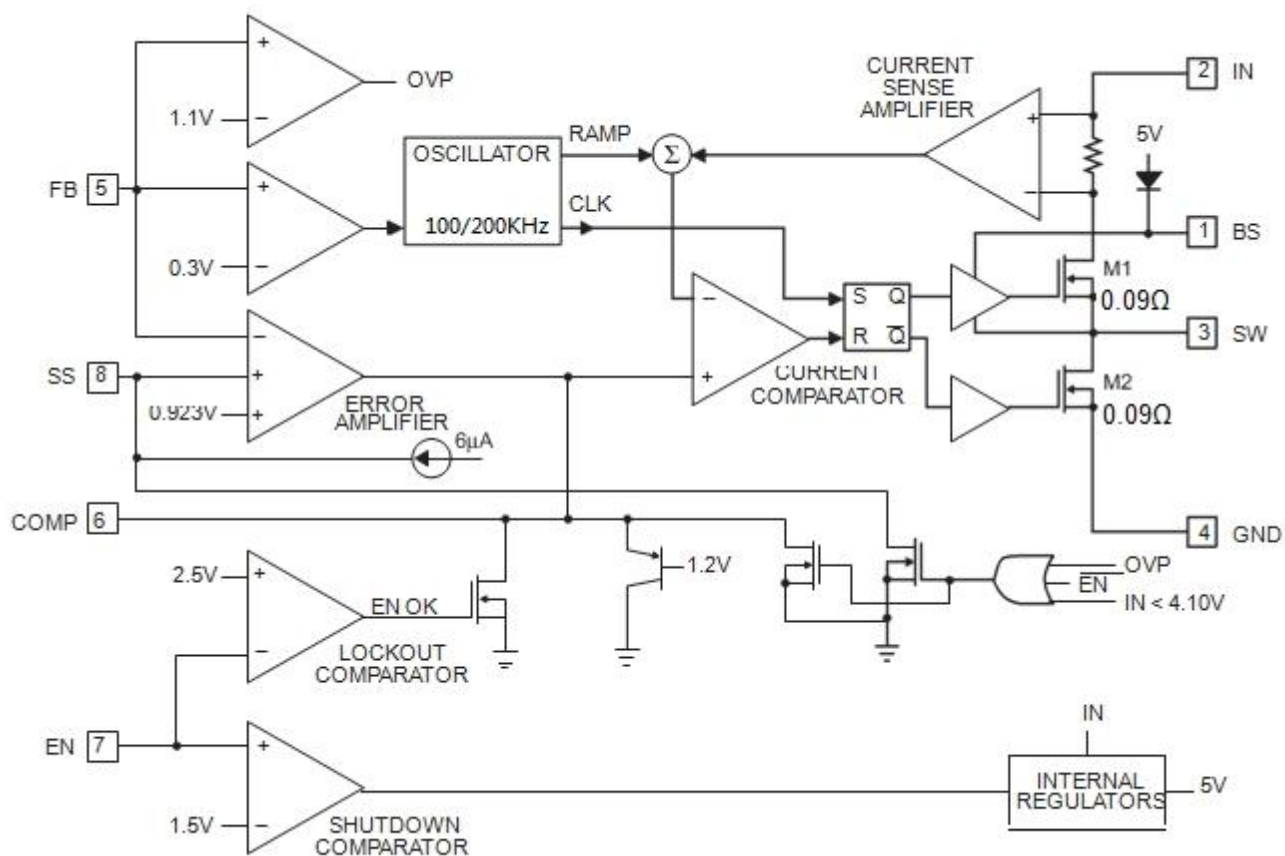 OVP
1.1V
FB 5
OSCILLATOR
100/200KHz
RAMP
CLK
Σ
CURRENT
SENSE
AMPLIFIER
2 IN
5V
1 BS
0.3V
S Q
R Q
M1
0.09Ω
3 SW
SS 8
0.923V
ERROR
AMPLIFIER
6µA
CURRENT
COMPARATOR
M2
0.09Ω
COMP 6
4 GND
2.5V
EN OK
LOCKOUT
COMPARATOR
1.2V
OVP
EN
IN < 4.10V
EN 7
1.5V
SHUTDOWN
COMPARATOR
IN
INTERNAL
REGULATORS
5V